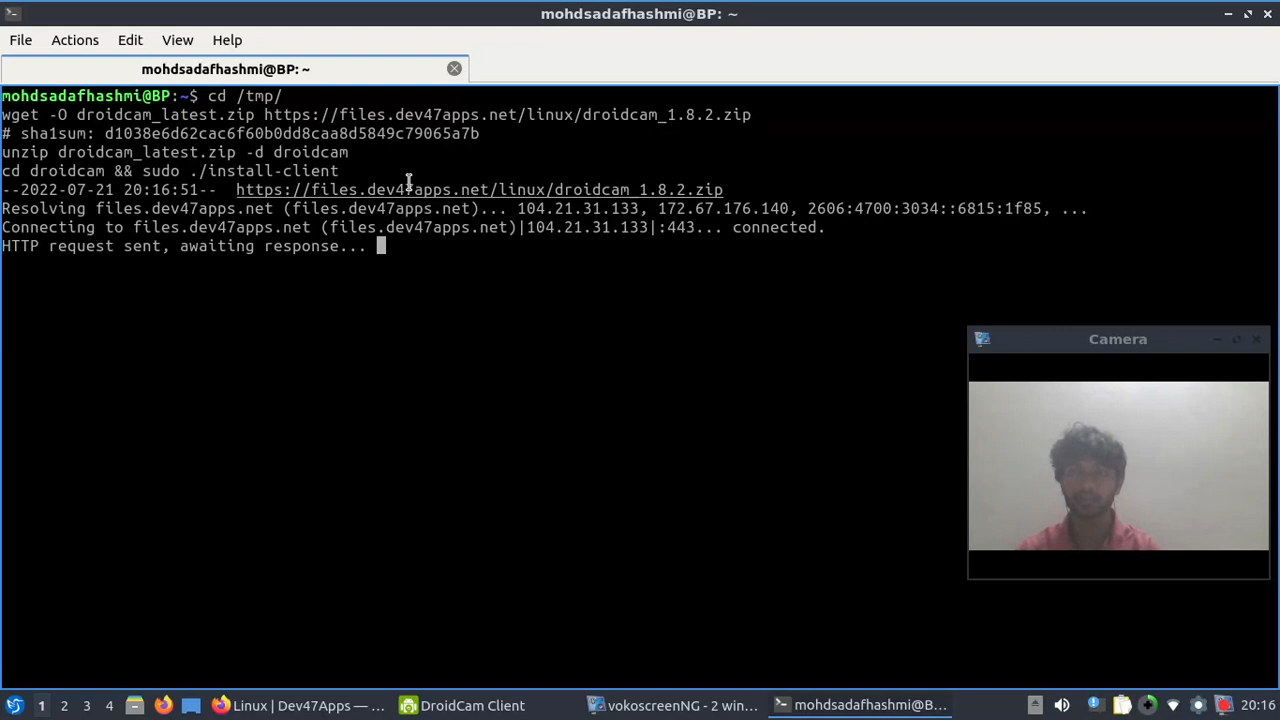 mohdsadafhashmi@BP: ~
File Actions Edit View Help
mohdsadafhashmi@BP: ~
mohdsadafhashmi@BP:~$ cd /tmp/
wget -O droidcam_latest.zip https://files.dev47apps.net/linux/droidcam_1.8.2.zip
# sha1sum: d1038e6d62cac6f60b0dd8caa8d5849c79065a7b
unzip droidcam_latest.zip -d droidcam
cd droidcam && sudo ./install-client
--2022-07-21 20:16:51--  https://files.dev47apps.net/linux/droidcam_1.8.2.zip
Resolving files.dev47apps.net (files.dev47apps.net)... 104.21.31.133, 172.67.176.140, 2606:4700:3034::6815:1f85, ...
Connecting to files.dev47apps.net (files.dev47apps.net)|104.21.31.133|:443... connected.
HTTP request sent, awaiting response...
Camera
1 2 3 4 Linux | Dev47Apps — ... DroidCam Client vokoscreenNG - 2 win... mohdsadafhashmi@B... 20:16